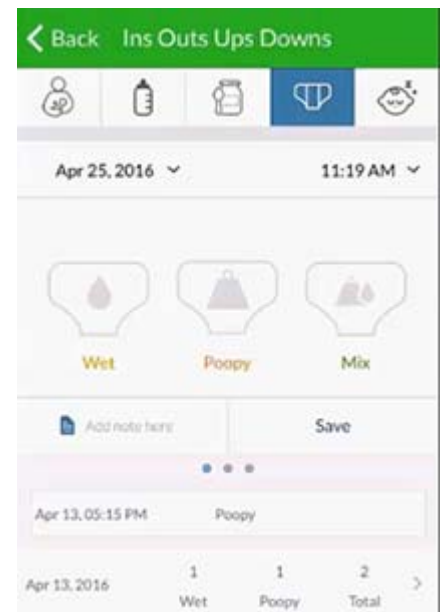 Back Ins Outs Ups Downs
Apr 25, 2016 11:19 AM
Wet Poopy Mix
Add note here Save
Apr 13, 05:15 PM Poopy
Apr 13, 2016 1 1 2
Wet Poopy Total